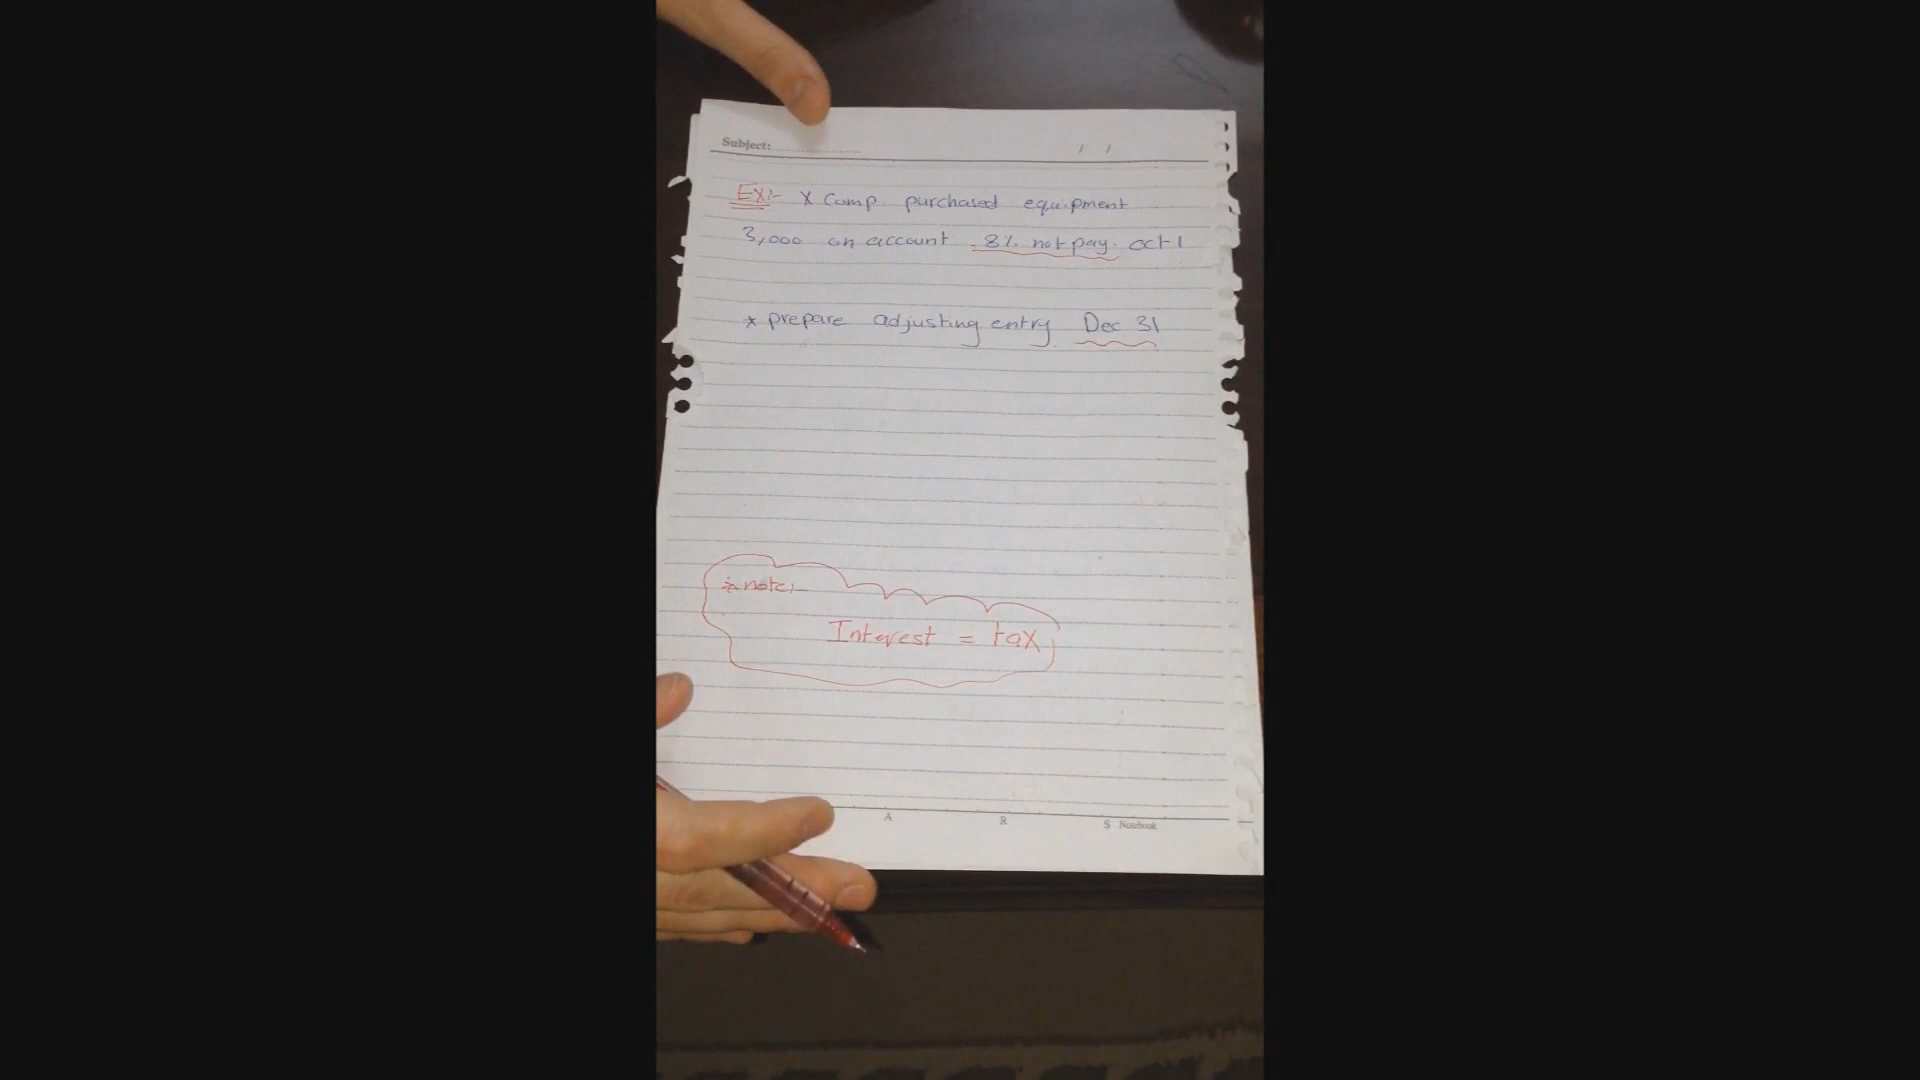 Subject:
/ /
Ex:- X Comp purchased equipment
3,000 on account 8% not pay. oct 1
* prepare adjusting entry Dec 31
* note:-
Interest = tax
A R S Notebook